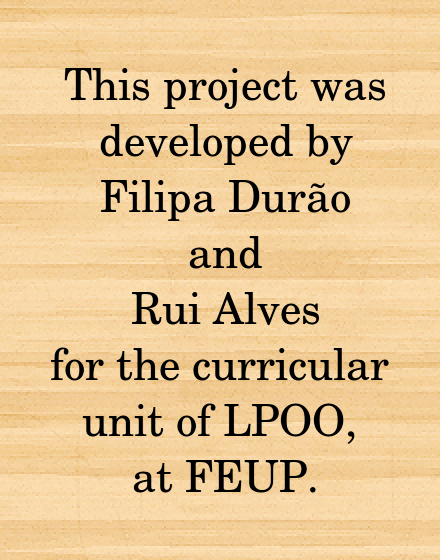 This project was
developed by
Filipa Durão
and
Rui Alves
for the curricular
unit of LPOO,
at FEUP.